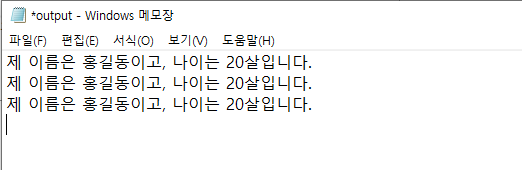 *output - Windows 메모장
파일(F) 편집(E) 서식(O) 보기(V) 도움말(H)
제 이름은 홍길동이고, 나이는 20살입니다.
제 이름은 홍길동이고, 나이는 20살입니다.
제 이름은 홍길동이고, 나이는 20살입니다.